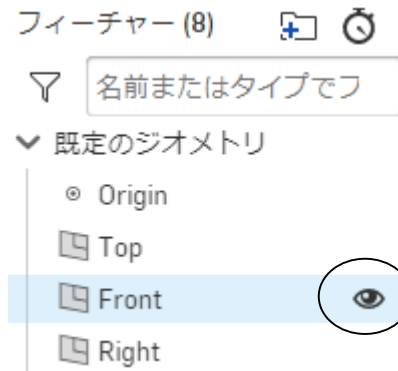 フィーチャー (8)
名前またはタイプでフ
既定のジオメトリ
Origin
Top
Front
Right